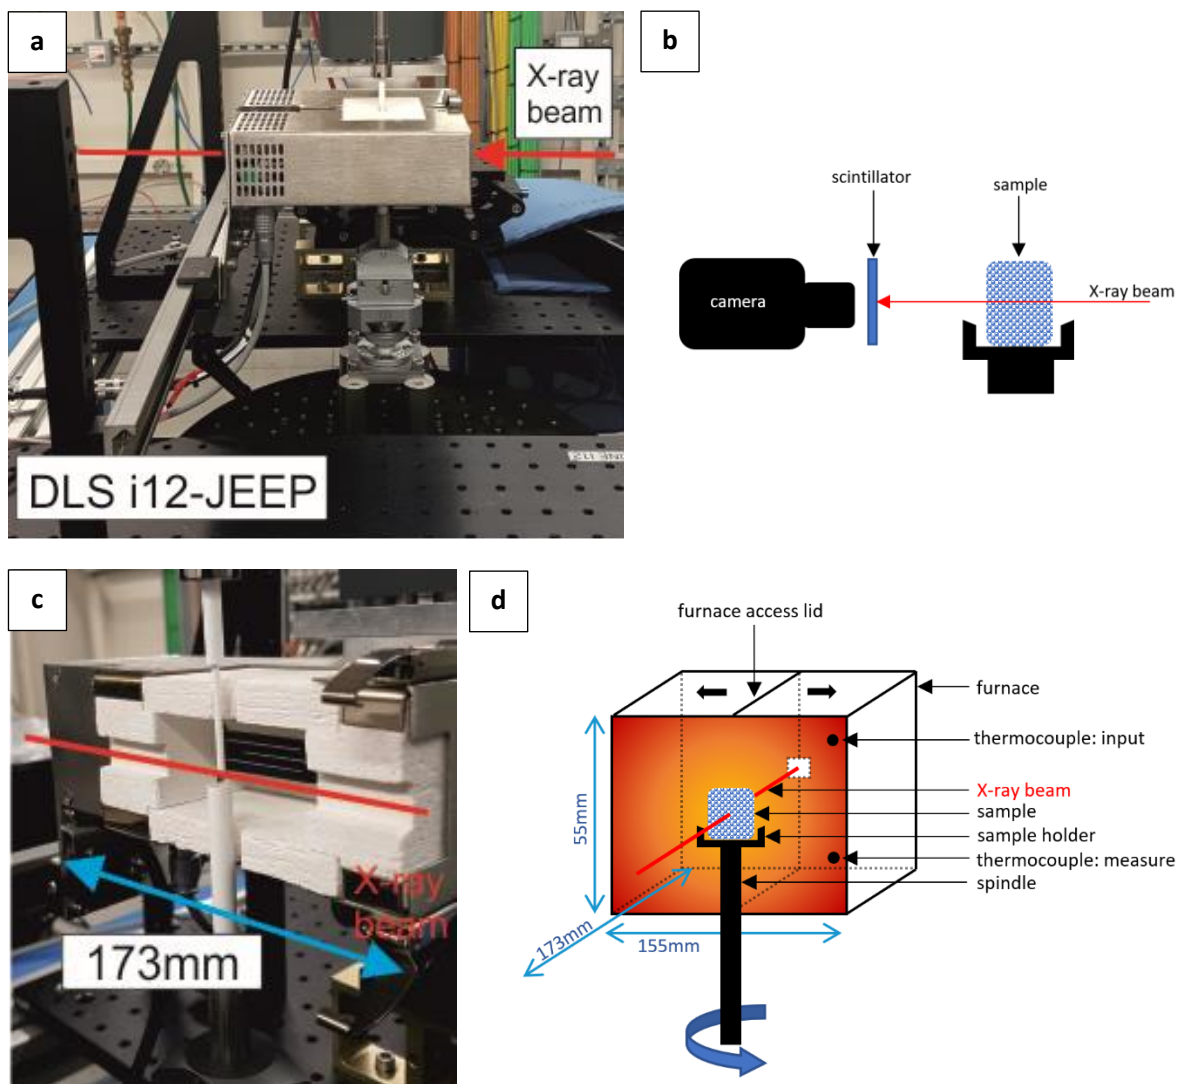 a
X-ray
beam
DLS i12-JEEP
b
scintillator
sample
camera
X-ray beam
c
X-ray
beam
173mm
d
furnace access lid
furnace
thermocouple: input
X-ray beam
sample
sample holder
thermocouple: measure
spindle
55mm
173mm
155mm